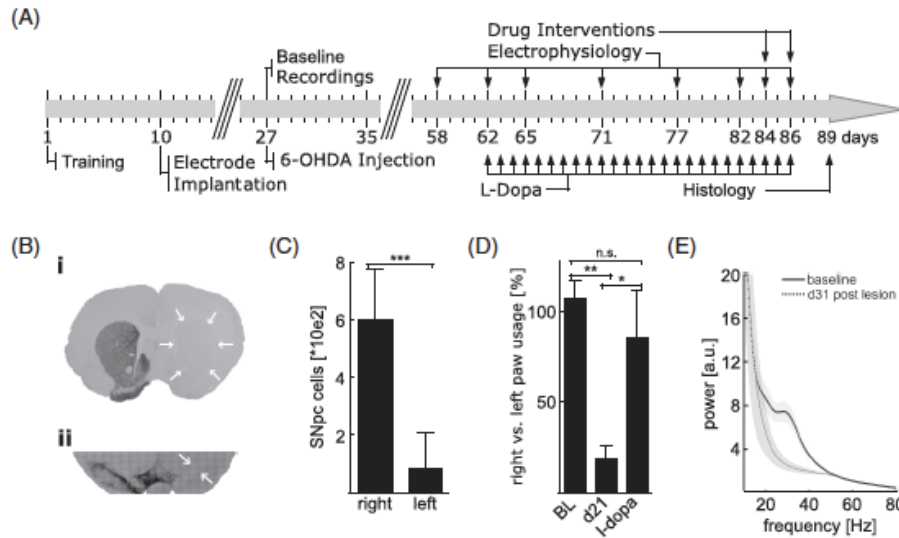 (A)
Drug Interventions
Electrophysiology
Baseline
Recordings
1 10 27 35 58 62 65 71 77 82 84 86 89 days
Training
Electrode
Implantation
6-OHDA Injection
L-Dopa
Histology
(B)
i
ii
(C)
***
SNpc cells [*10e2]
8
6
4
2
right left
(D)
n.s.
**
*
right vs. left paw usage [%]
100
50
BL d21 l-dopa
(E)
baseline
d31 post lesion
power [a.u.]
20
16
12
8
4
20 40 60 80
frequency [Hz]